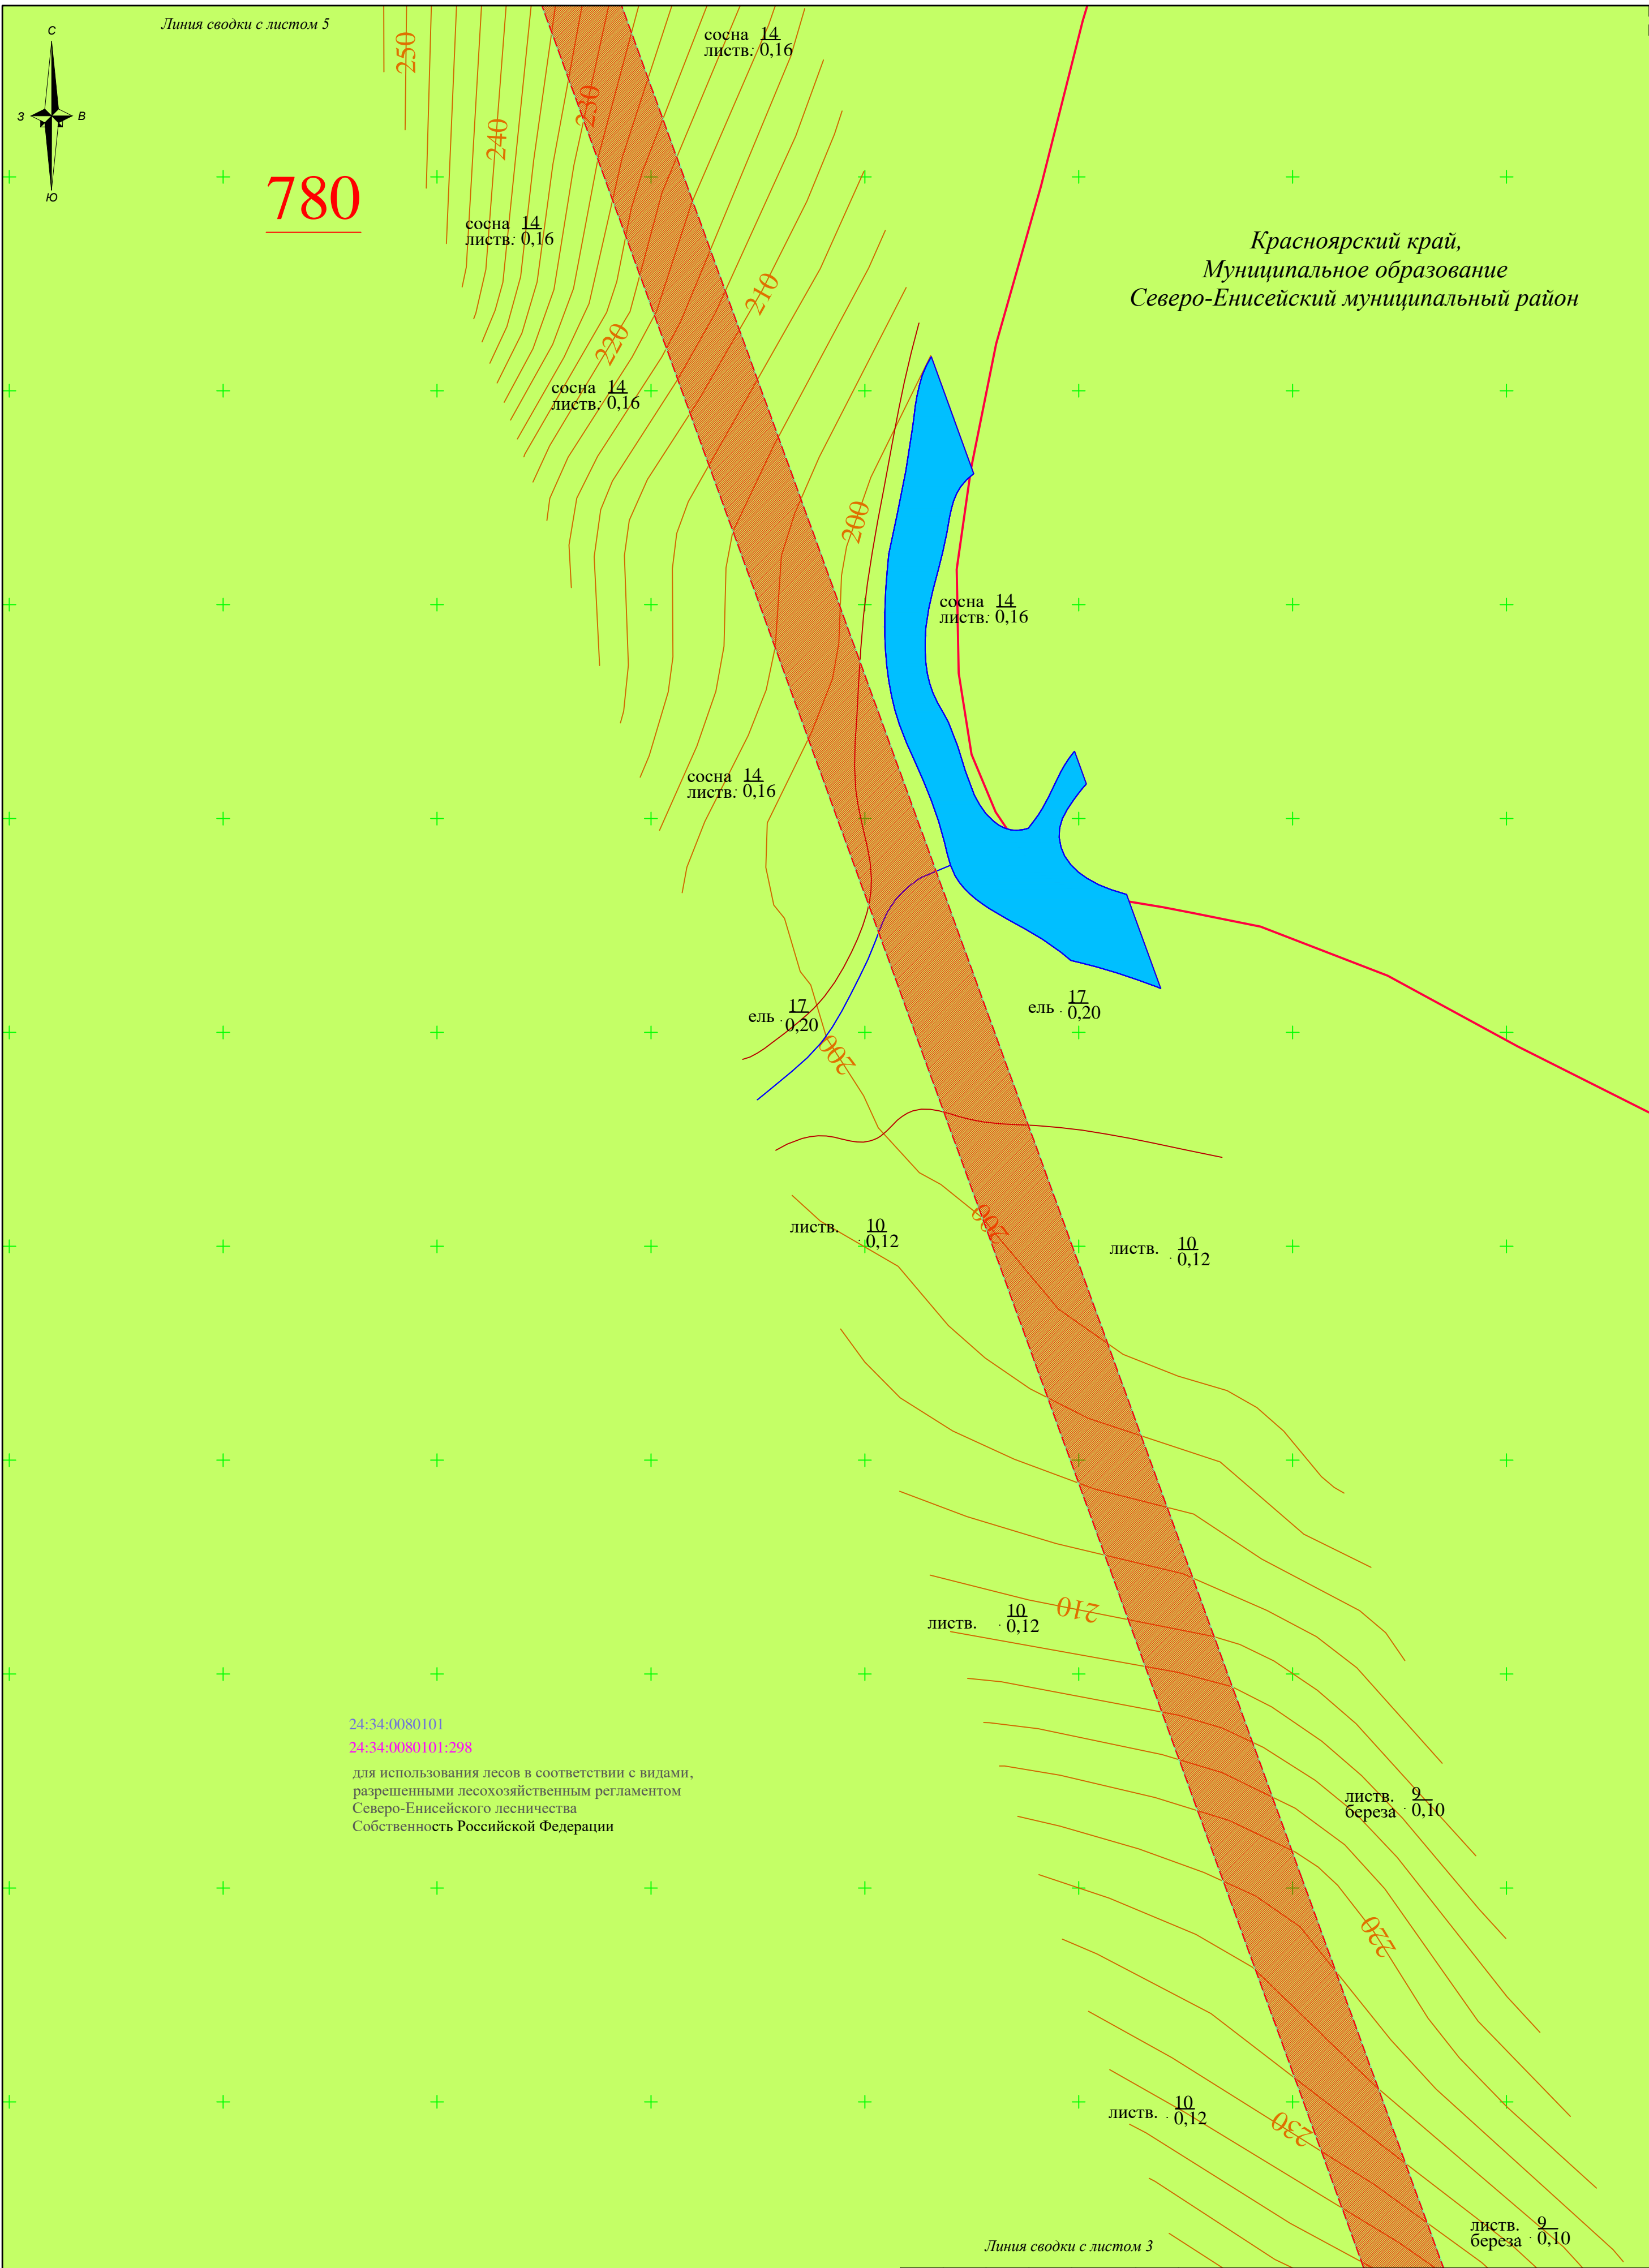 Линия сводки с листом 5
С
З
В
Ю
250
240
230
780
сосна 14
листв. 0,16
сосна 14
листв. 0,16
Красноярский край,
Муниципальное образование
Северо-Енисейский муниципальный район
210
220
сосна 14
листв. 0,16
200
сосна 14
листв. 0,16
сосна 14
листв. 0,16
ель 17
0,20
ель 17
0,20
200
200
листв. 10
0,12
листв. 10
0,12
210
листв. 10
0,12
24:34:0080101
24:34:0080101:298
для использования лесов в соответствии с видами,
разрешенными лесохозяйственным регламентом
Северо-Енисейского лесничества
Собственность Российской Федерации
листв. 9
береза 0,10
220
листв. 10
0,12
230
листв. 9
береза 0,10
Линия сводки с листом 3